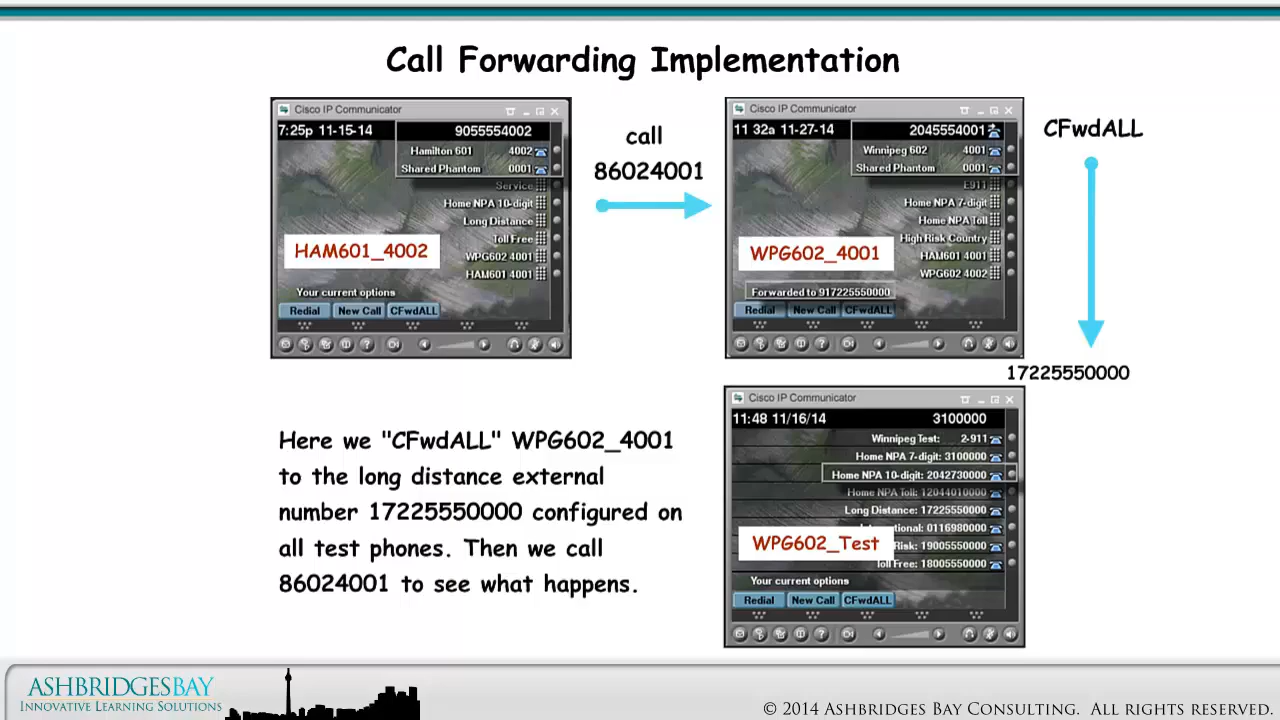 Call Forwarding Implementation
Cisco IP Communicator
7:25p 11-15-14
9055554002
Hamilton 601 4002
Shared Phantom 0001
Service
Home NPA 10-digit
Long Distance
Toll Free
WPG602 4001
HAM601 4001
HAM601_4002
Your current options
Redial New Call CFwdALL
call
86024001
Cisco IP Communicator
11 32a 11-27-14
2045554001
Winnipeg 602 4001
Shared Phantom 0001
E911
Home NPA 7-digit
Home NPA Toll
High Risk Country
HAM601 4001
WPG602 4002
WPG602_4001
Forwarded to 917225550000
Redial New Call CFwdALL
CFwdALL
17225550000
Here we "CFwdALL" WPG602_4001
to the long distance external
number 17225550000 configured on
all test phones. Then we call
86024001 to see what happens.
Cisco IP Communicator
11:48 11/16/14
3100000
Winnipeg Test: 2-911
Home NPA 7-digit: 3100000
Home NPA 10-digit: 2042730000
Home NPA Toll: 12044010000
Long Distance: 17225550000
national: 0116980000
Risk: 19005550000
Toll Free: 18005550000
WPG602_Test
Your current options
Redial New Call CFwdALL
ASHBRIDGESBAY
INNOVATIVE LEARNING SOLUTIONS
© 2014 ASHBRIDGES BAY CONSULTING. ALL RIGHTS RESERVED.